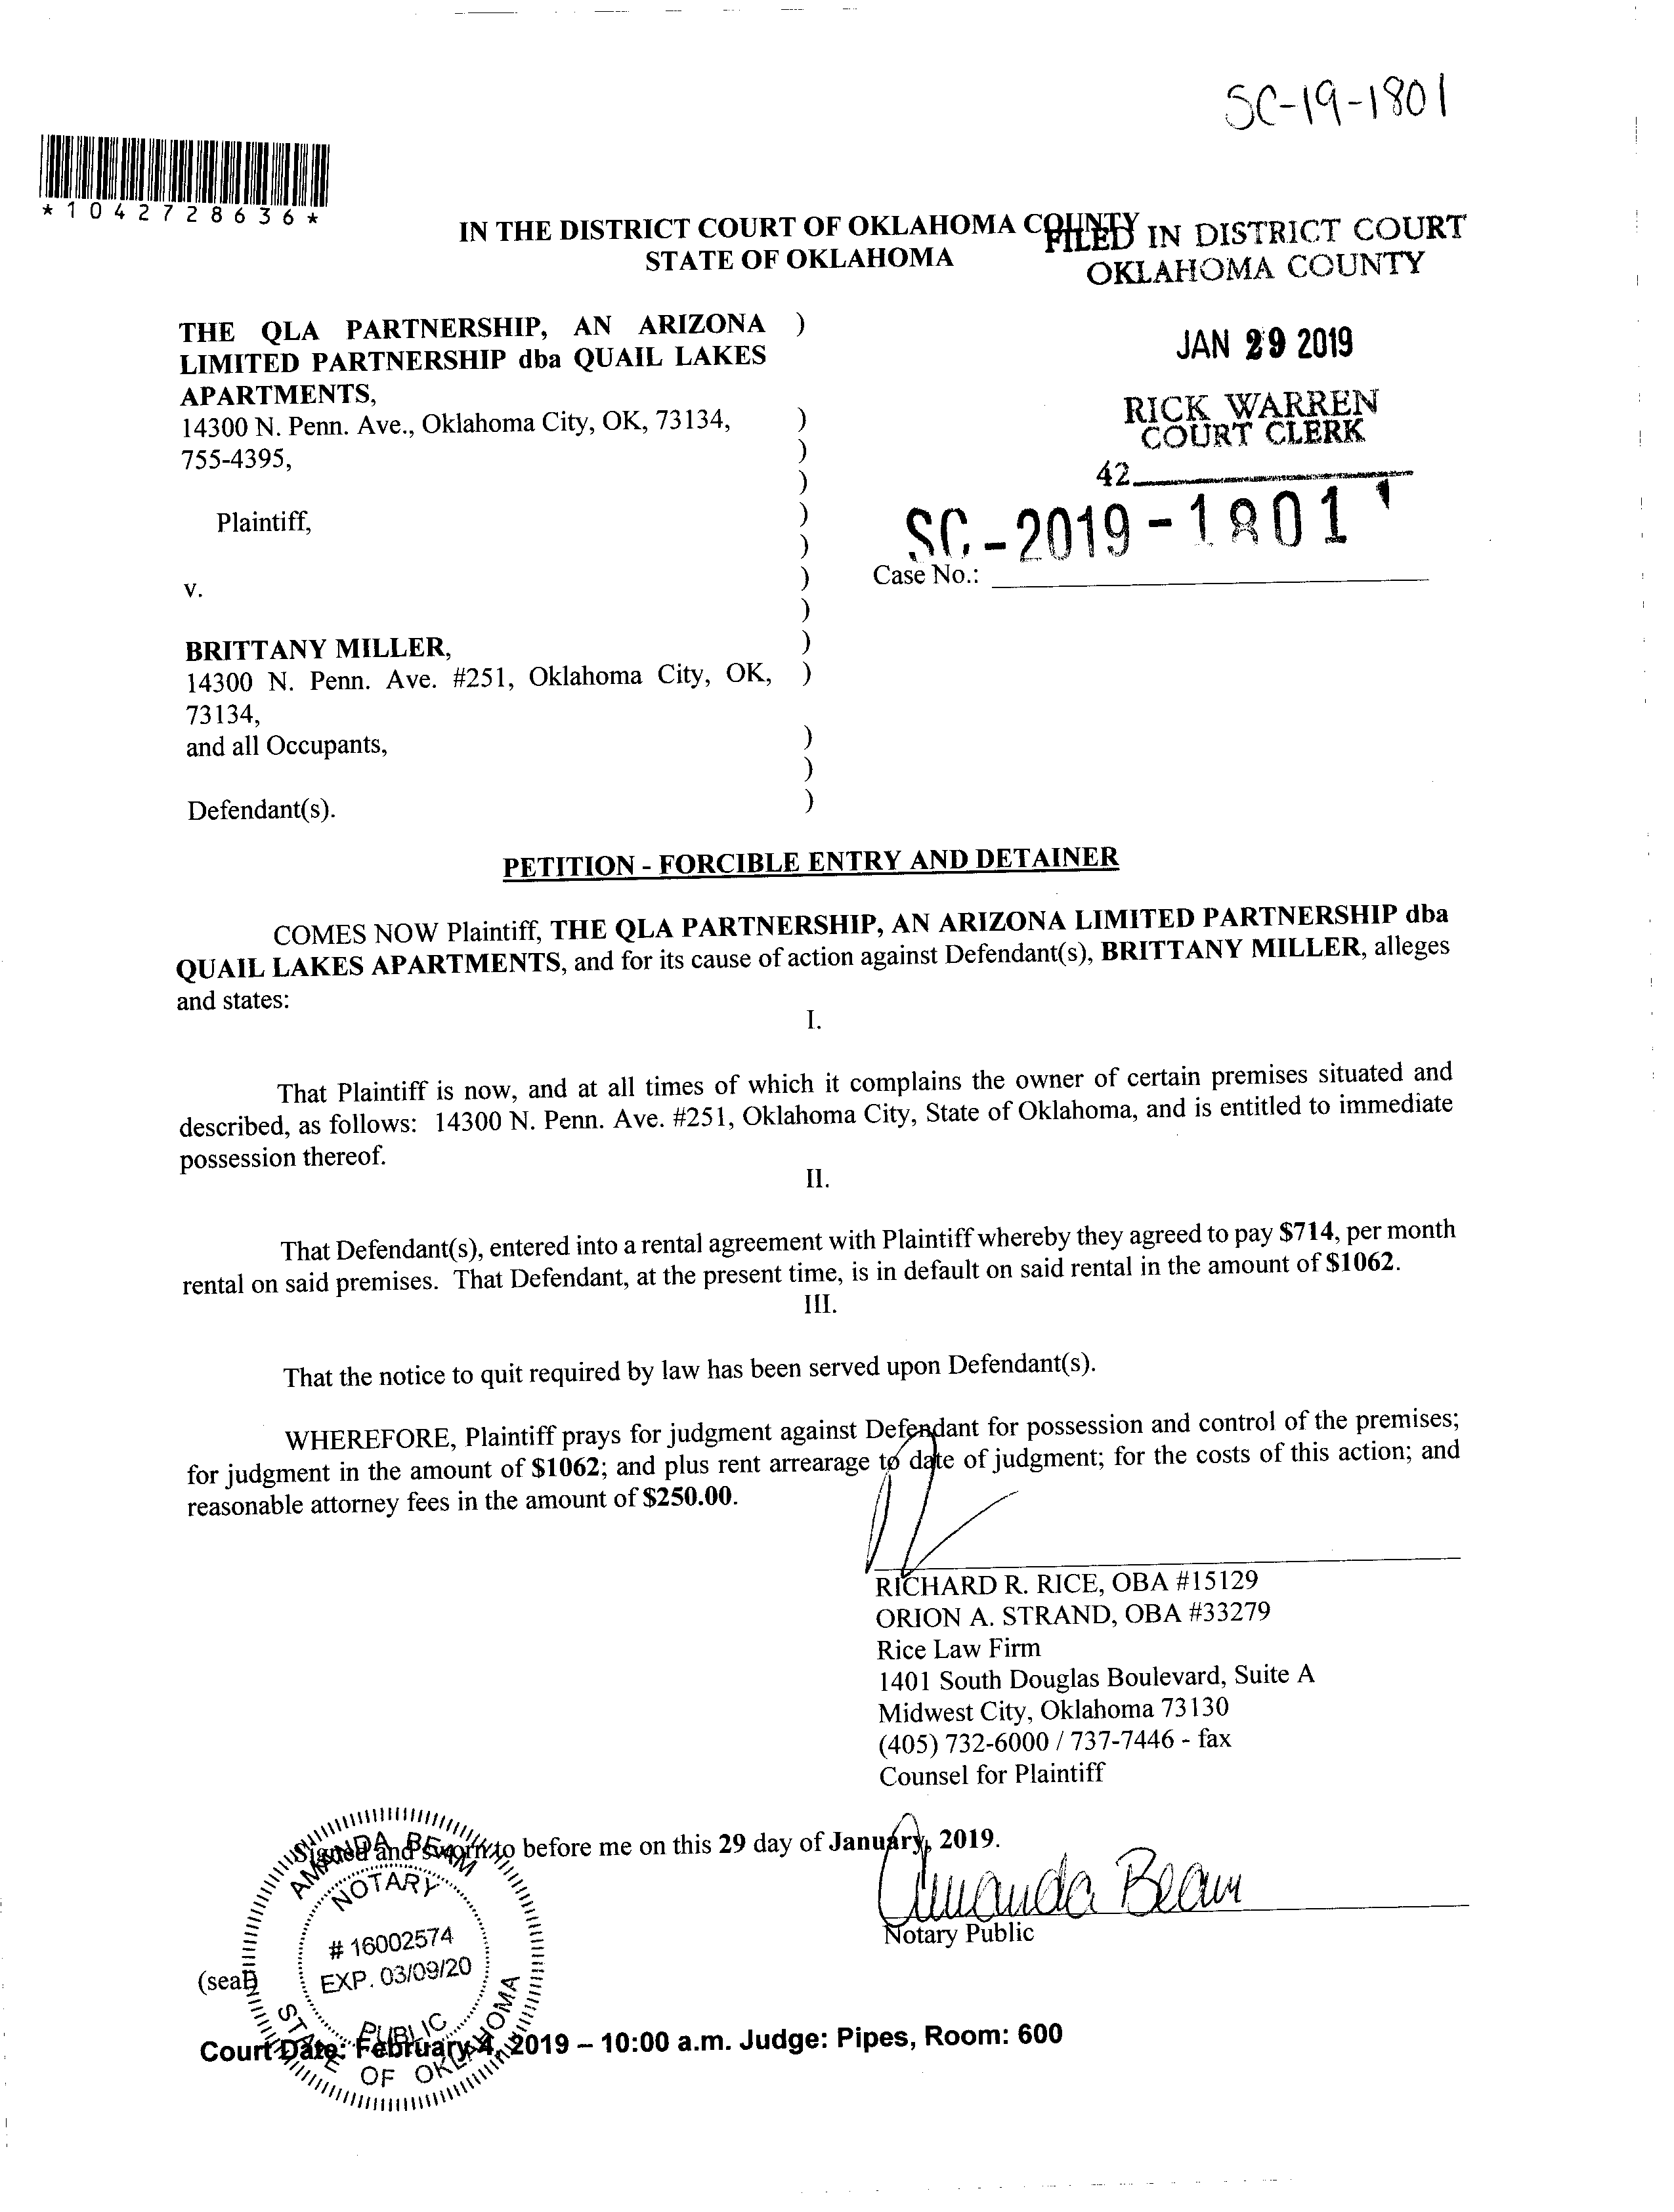 SC-19-1801
*1042728636*
IN THE DISTRICT COURT OF OKLAHOMA COUNTY
STATE OF OKLAHOMA
FILED IN DISTRICT COURT
OKLAHOMA COUNTY
JAN 29 2019
RICK WARREN
COURT CLERK
42
SC-2019-1801
Case No.:
THE QLA PARTNERSHIP, AN ARIZONA )
LIMITED PARTNERSHIP dba QUAIL LAKES
APARTMENTS,
14300 N. Penn. Ave., Oklahoma City, OK, 73134, )
755-4395, )
)
Plaintiff, )
)
v. )
)
BRITTANY MILLER, )
14300 N. Penn. Ave. #251, Oklahoma City, OK, )
73134,
and all Occupants, )
)
Defendant(s). )
PETITION - FORCIBLE ENTRY AND DETAINER
COMES NOW Plaintiff, THE QLA PARTNERSHIP, AN ARIZONA LIMITED PARTNERSHIP dba
QUAIL LAKES APARTMENTS, and for its cause of action against Defendant(s), BRITTANY MILLER, alleges
and states:
I.
That Plaintiff is now, and at all times of which it complains the owner of certain premises situated and
described, as follows: 14300 N. Penn. Ave. #251, Oklahoma City, State of Oklahoma, and is entitled to immediate
possession thereof.
II.
That Defendant(s), entered into a rental agreement with Plaintiff whereby they agreed to pay $714, per month
rental on said premises. That Defendant, at the present time, is in default on said rental in the amount of $1062.
III.
That the notice to quit required by law has been served upon Defendant(s).
WHEREFORE, Plaintiff prays for judgment against Defendant for possession and control of the premises;
for judgment in the amount of $1062; and plus rent arrearage to date of judgment; for the costs of this action; and
reasonable attorney fees in the amount of $250.00.
RICHARD R. RICE, OBA #15129
ORION A. STRAND, OBA #33279
Rice Law Firm
1401 South Douglas Boulevard, Suite A
Midwest City, Oklahoma 73130
(405) 732-6000 / 737-7446 - fax
Counsel for Plaintiff
Signed and sworn to before me on this 29 day of January, 2019.
Amanda Beam
Notary Public
AMANDA BEAM
NOTARY
# 16002574
EXP. 03/09/20
PUBLIC
STATE OF OKLAHOMA
(seal)
Court Date: February 4, 2019 – 10:00 a.m. Judge: Pipes, Room: 600